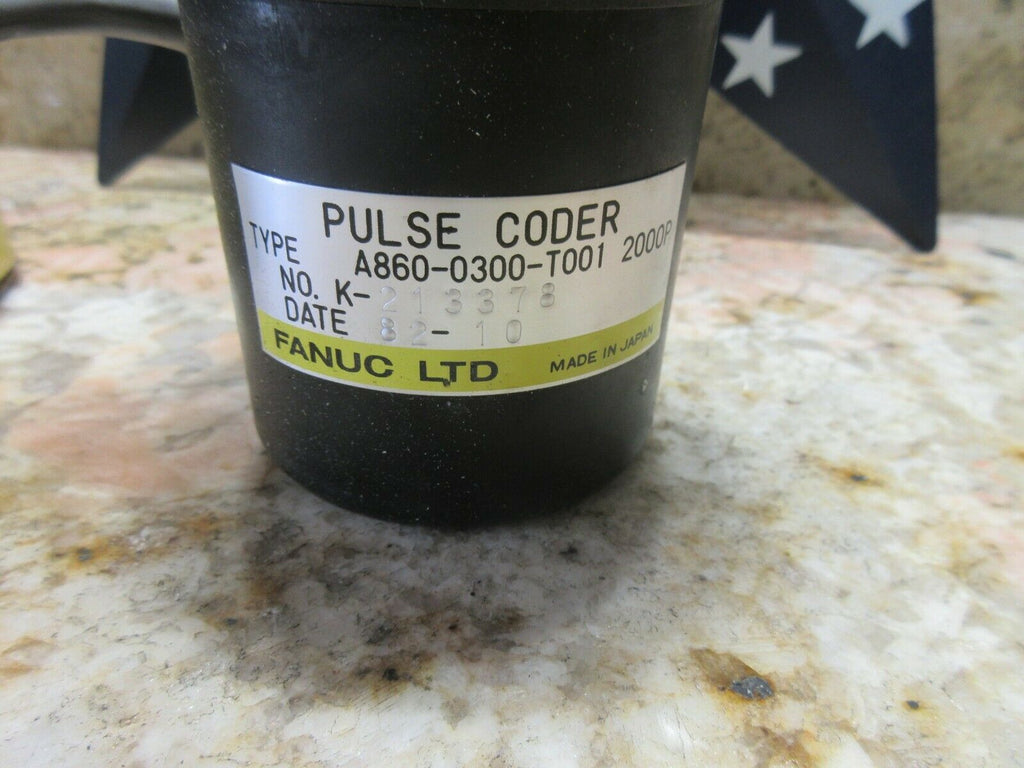 PULSE CODER
TYPE A860-0300-T001 2000P
NO. K-213378
DATE 82-10
FANUC LTD MADE IN JAPAN